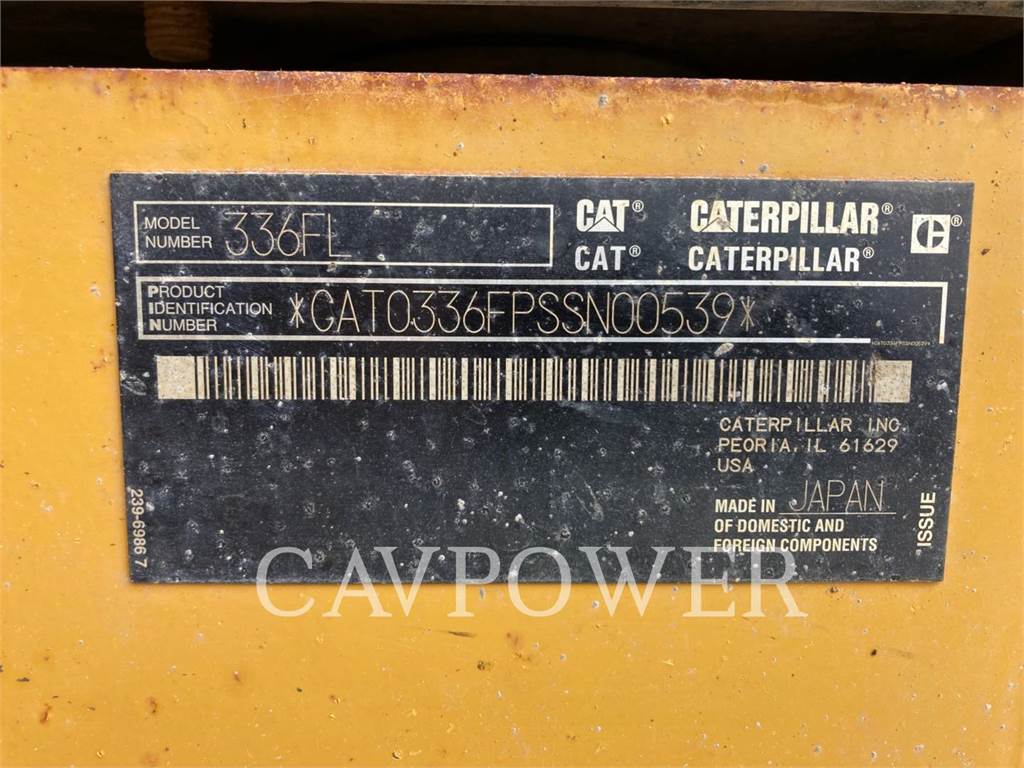 MODEL
NUMBER
336FL
CAT® CATERPILLAR®
CAT® CATERPILLAR®
PRODUCT
IDENTIFICATION
NUMBER
*CAT0336FPSSN00539*
*CAT0336FPSSN00539*
CATERPILLAR INC.
PEORIA, IL 61629
USA
MADE IN JAPAN
OF DOMESTIC AND
FOREIGN COMPONENTS
ISSUE
239-6986 7
CAVPOWER